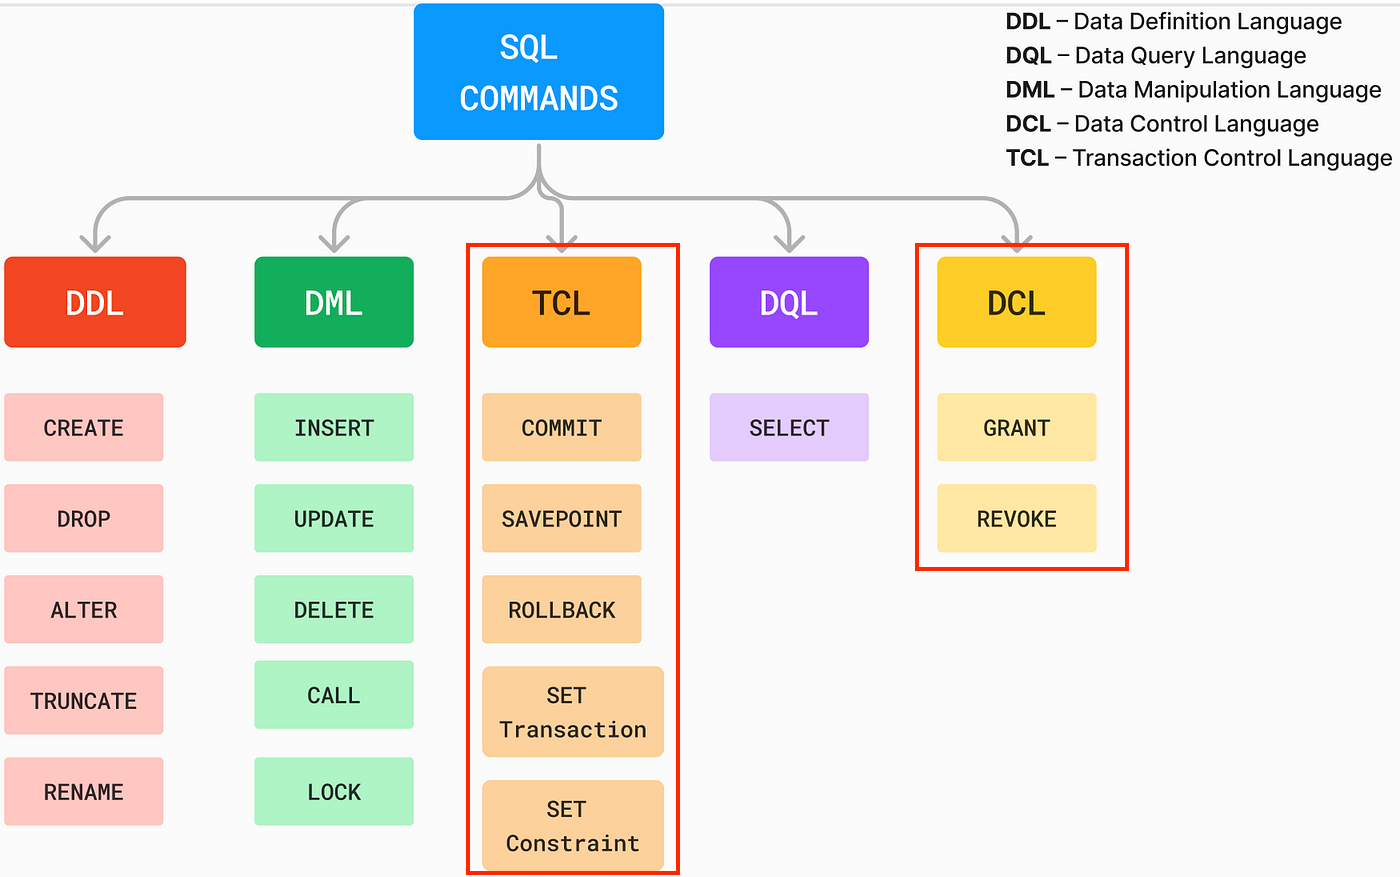 SQL
COMMANDS
DDL – Data Definition Language
DQL – Data Query Language
DML – Data Manipulation Language
DCL – Data Control Language
TCL – Transaction Control Language
DDL
CREATE
DROP
ALTER
TRUNCATE
RENAME
DML
INSERT
UPDATE
DELETE
CALL
LOCK
TCL
COMMIT
SAVEPOINT
ROLLBACK
SET
Transaction
SET
Constraint
DQL
SELECT
DCL
GRANT
REVOKE